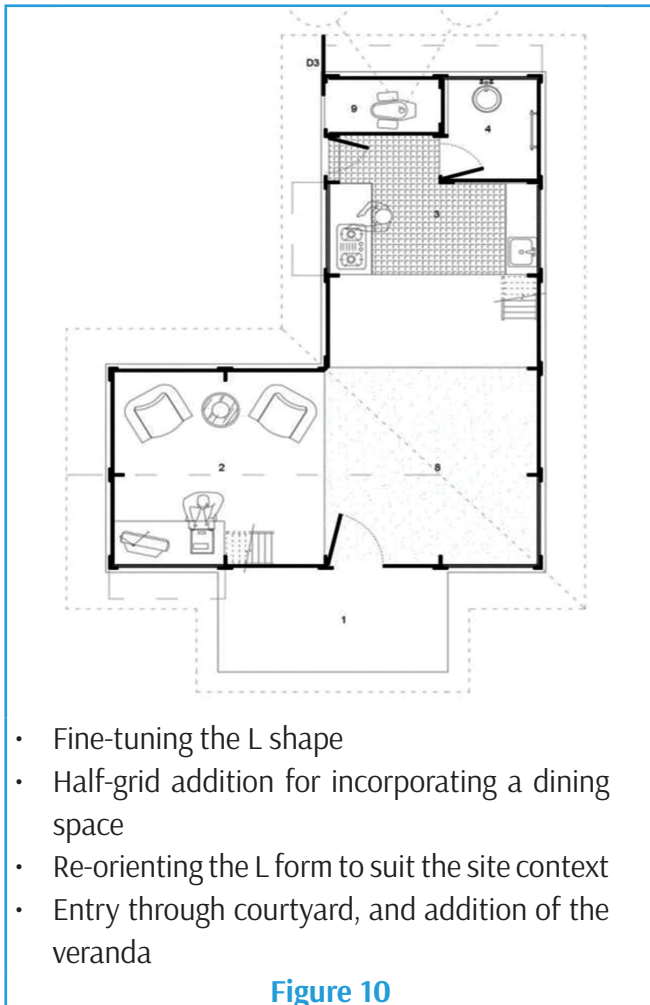 D3
9
4
3
2
8
1
• Fine-tuning the L shape
• Half-grid addition for incorporating a dining
space
• Re-orienting the L form to suit the site context
• Entry through courtyard, and addition of the
veranda
Figure 10